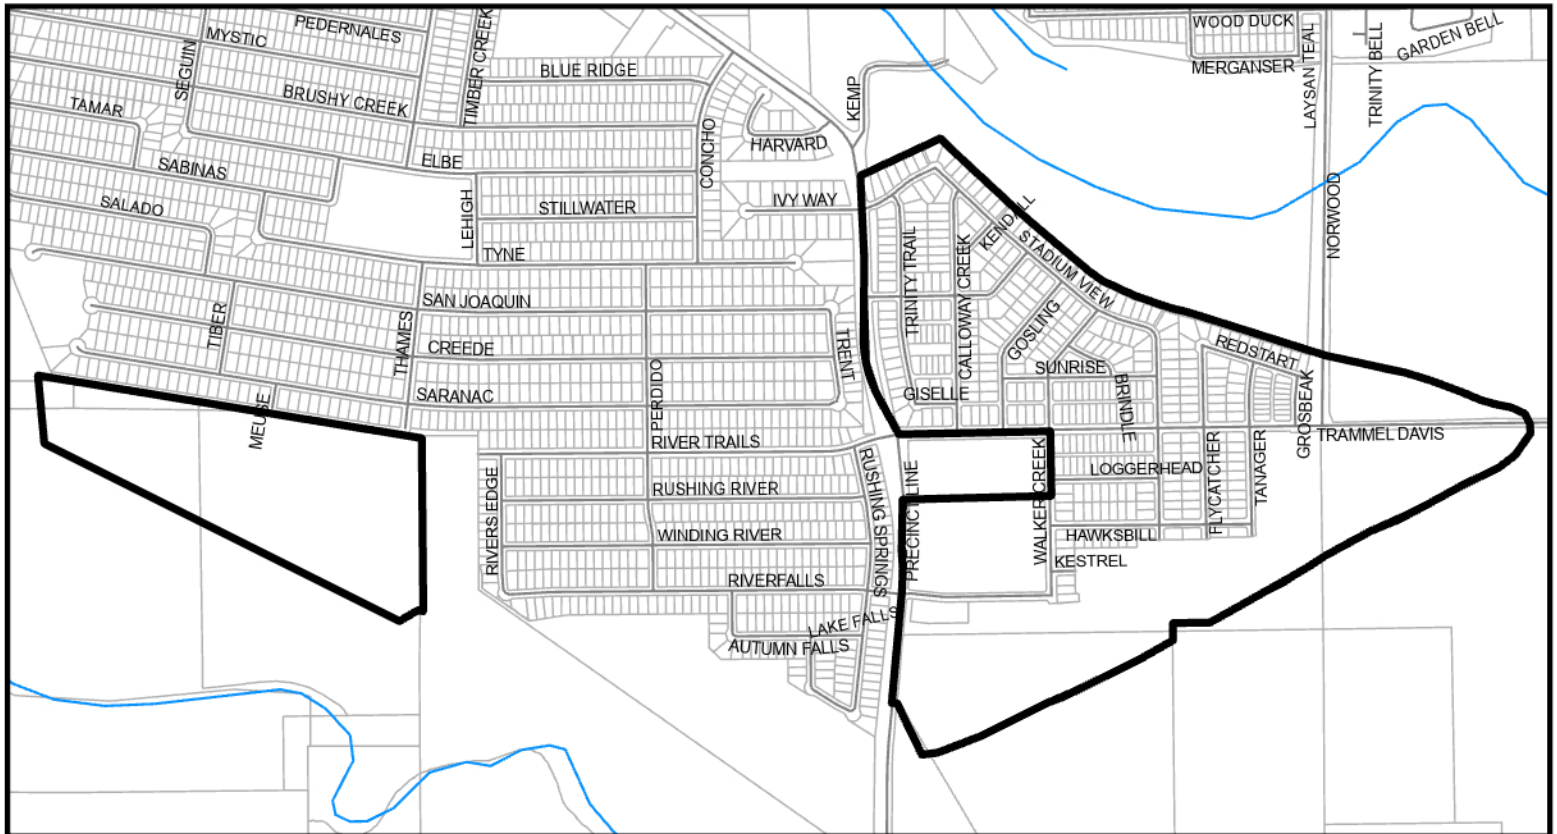 PEDERNALES
MYSTIC
SEGUIN
TIMBER CREEK
BLUE RIDGE
BRUSHY CREEK
TAMAR
KEMP
WOOD DUCK
MERGANSER
LAYSAN TEAL
TRINITY BELL
GARDEN BELL
HARVARD
CONCHO
ELBE
SABINAS
SALADO
LEHIGH
STILLWATER
IVY WAY
TYNE
NORWOOD
KENDALL
STADIUM VIEW
TRINITY TRAIL
CALLOWAY CREEK
GOSLING
SAN JOAQUIN
TIBER
THAMES
CREEDE
TRENT
REDSTART
SUNRISE
SARANAC
PERDIDO
GISELLE
BRINDLE
GROSBEAK
MEUSE
RIVER TRAILS
TRAMMEL DAVIS
RUSHING RIVER
RIVERS EDGE
RUSHING SPRINGS
PRECINCT LINE
WALKER CREEK
LOGGERHEAD
FLYCATCHER
TANAGER
WINDING RIVER
HAWKSBILL
KESTREL
RIVERFALLS
LAKE FALLS
AUTUMN FALLS